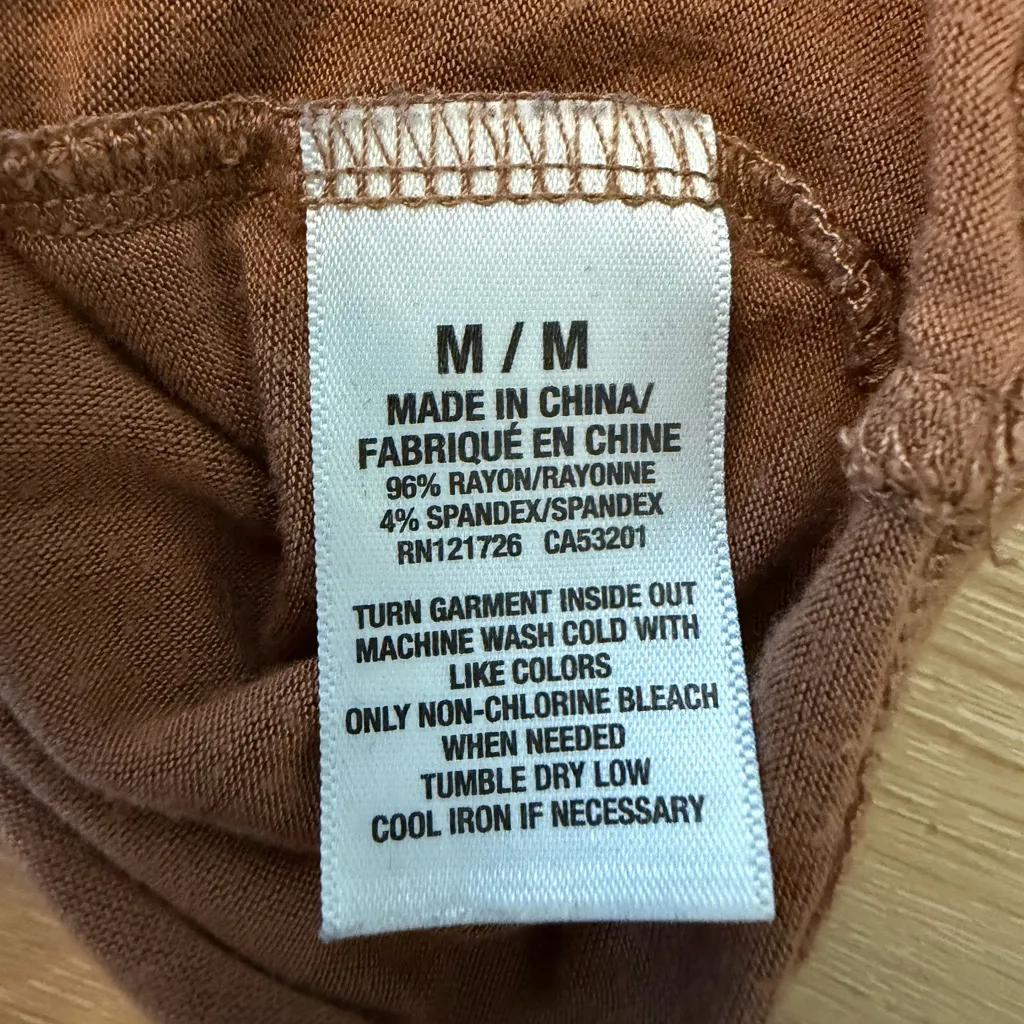 M / M
MADE IN CHINA/
FABRIQUÉ EN CHINE
96% RAYON/RAYONNE
4% SPANDEX/SPANDEX
RN121726 CA53201
TURN GARMENT INSIDE OUT
MACHINE WASH COLD WITH
LIKE COLORS
ONLY NON-CHLORINE BLEACH
WHEN NEEDED
TUMBLE DRY LOW
COOL IRON IF NECESSARY